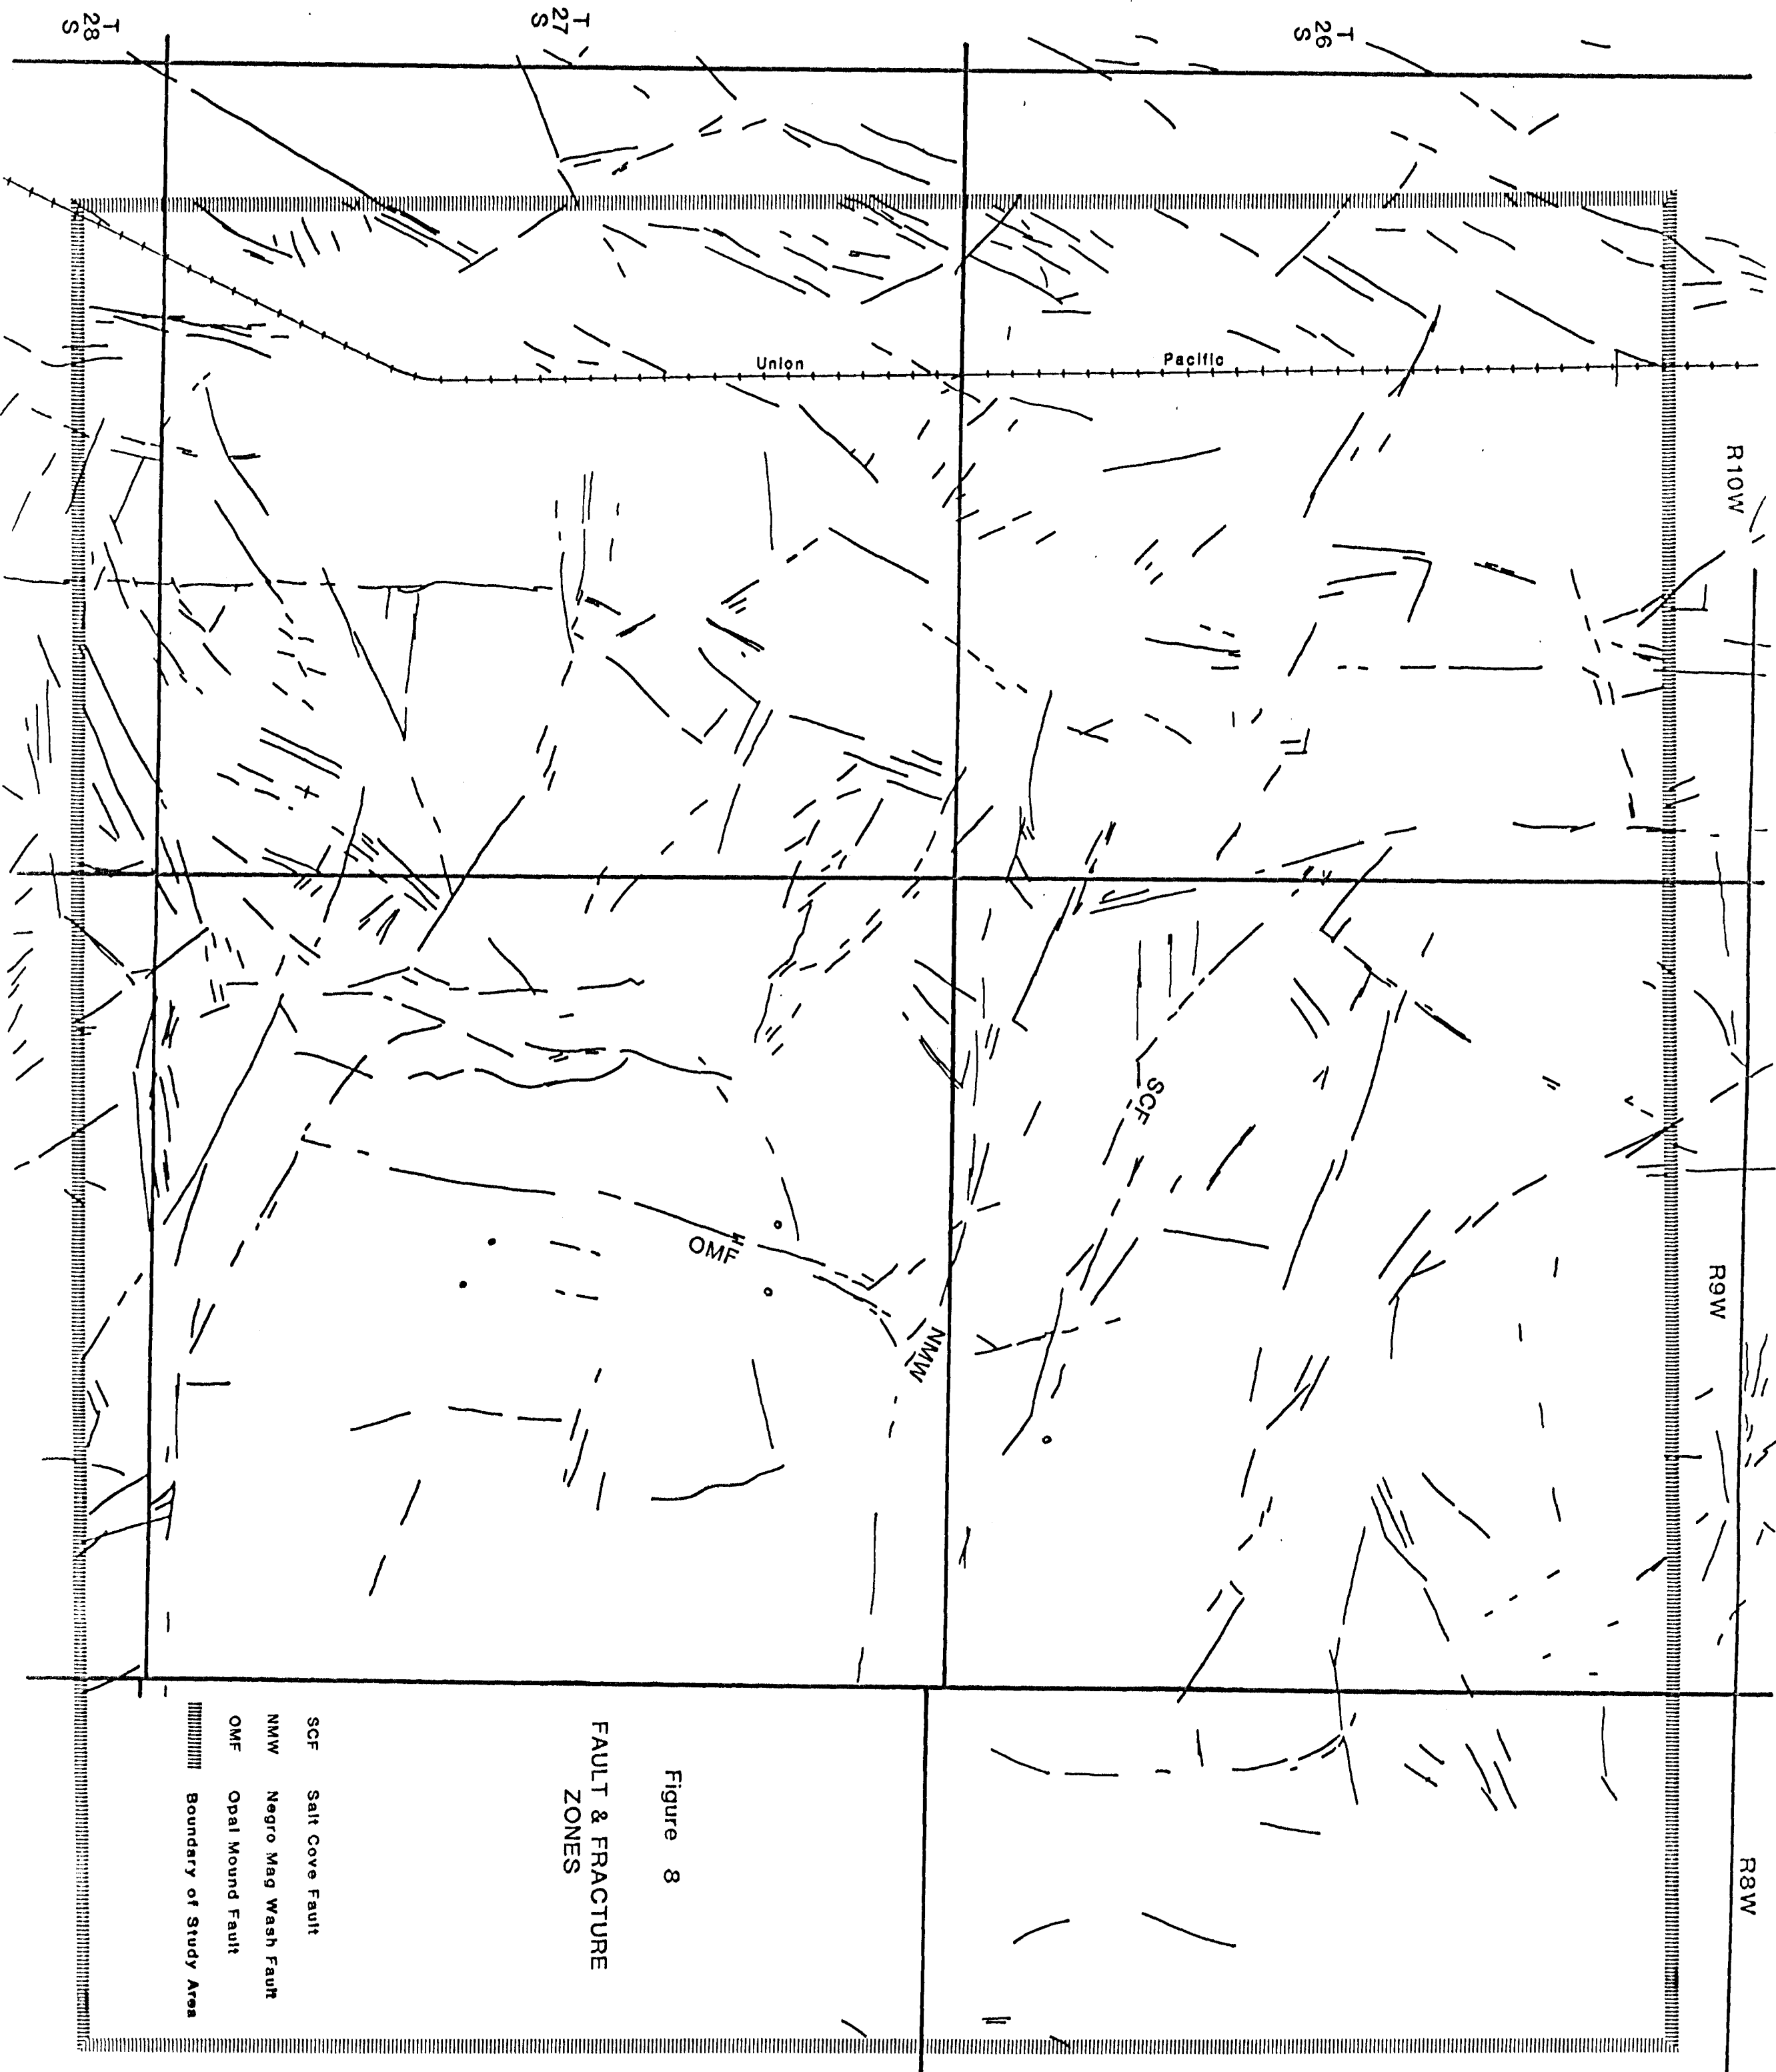 R10W
R9W
R8W
T
26
S
T
27
S
T
28
S
Union Pacific
SCF
NMW
OMF
Figure 8
FAULT & FRACTURE
ZONES
SCF Salt Cove Fault
NMW Negro Mag Wash Fault
OMF Opal Mound Fault
Boundary of Study Area